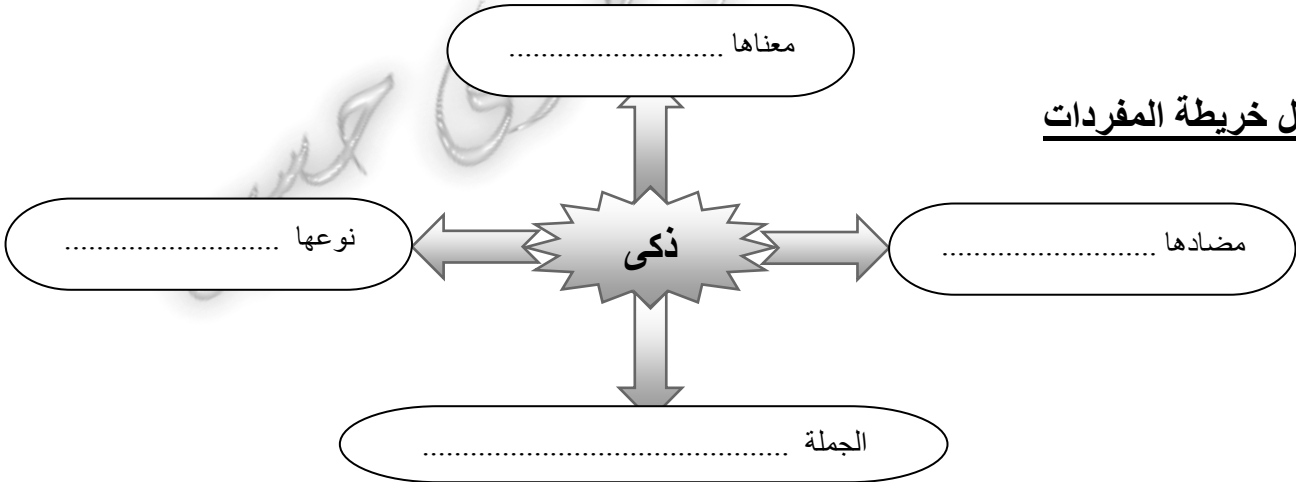 معناها ...........................
ل خريطة المفردات
نوعها ...........................
ذكى
مضادها ...........................
الجملة ..............................................